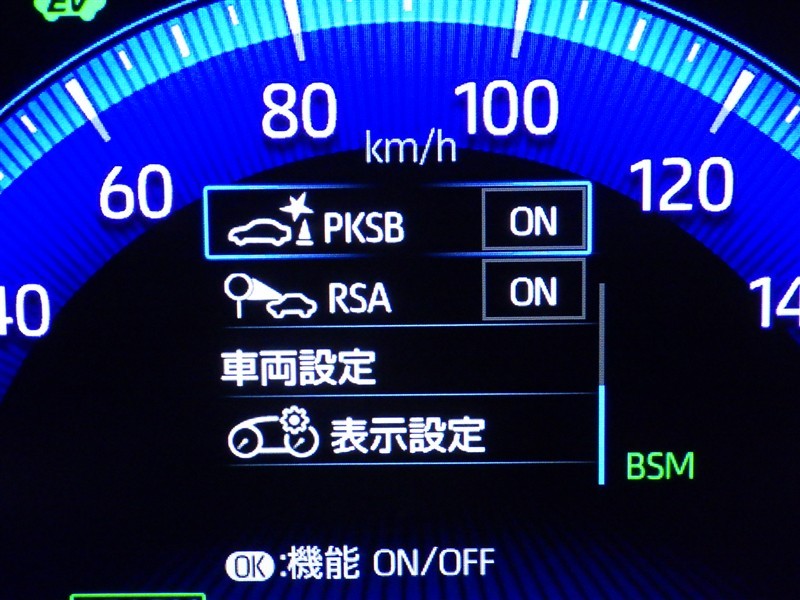 EV
80
100
km/h
60
120
PKSB ON
40
RSA ON
14
車両設定
表示設定
BSM
OK:機能 ON/OFF